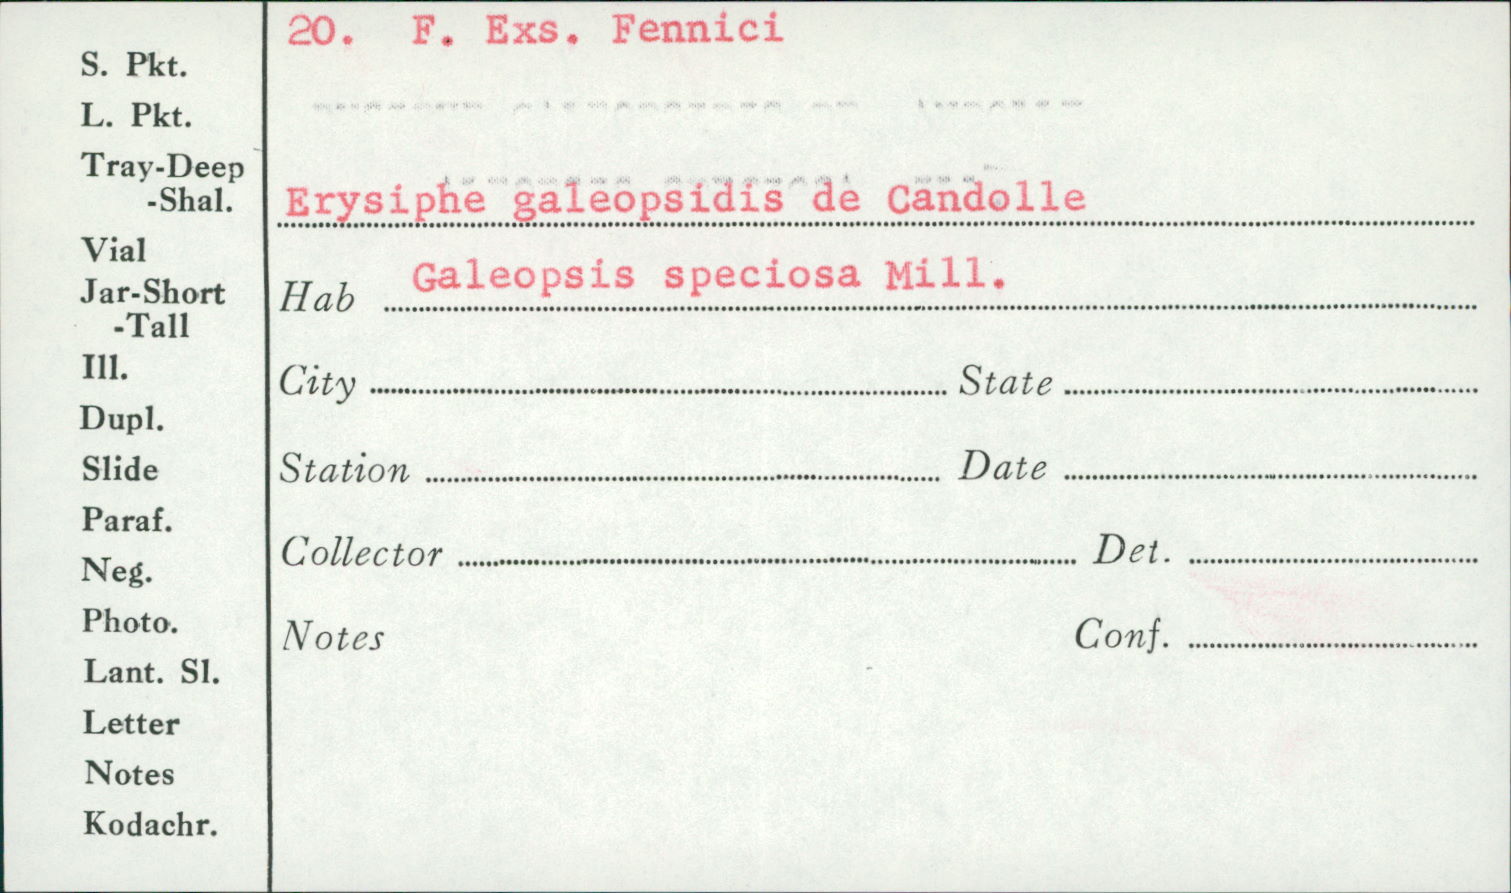 20. F. Exs. Fennici
S. Pkt.
L. Pkt.
Tray-Deep
-Shal.
Erysiphe galeopsidis de Candolle
Vial
Jar-Short
-Tall
Hab Galeopsis speciosa Mill.
Ill.
City State
Dupl.
Slide
Station Date
Paraf.
Collector Det.
Neg.
Photo.
Notes Conf.
Lant. Sl.
Letter
Notes
Kodachr.